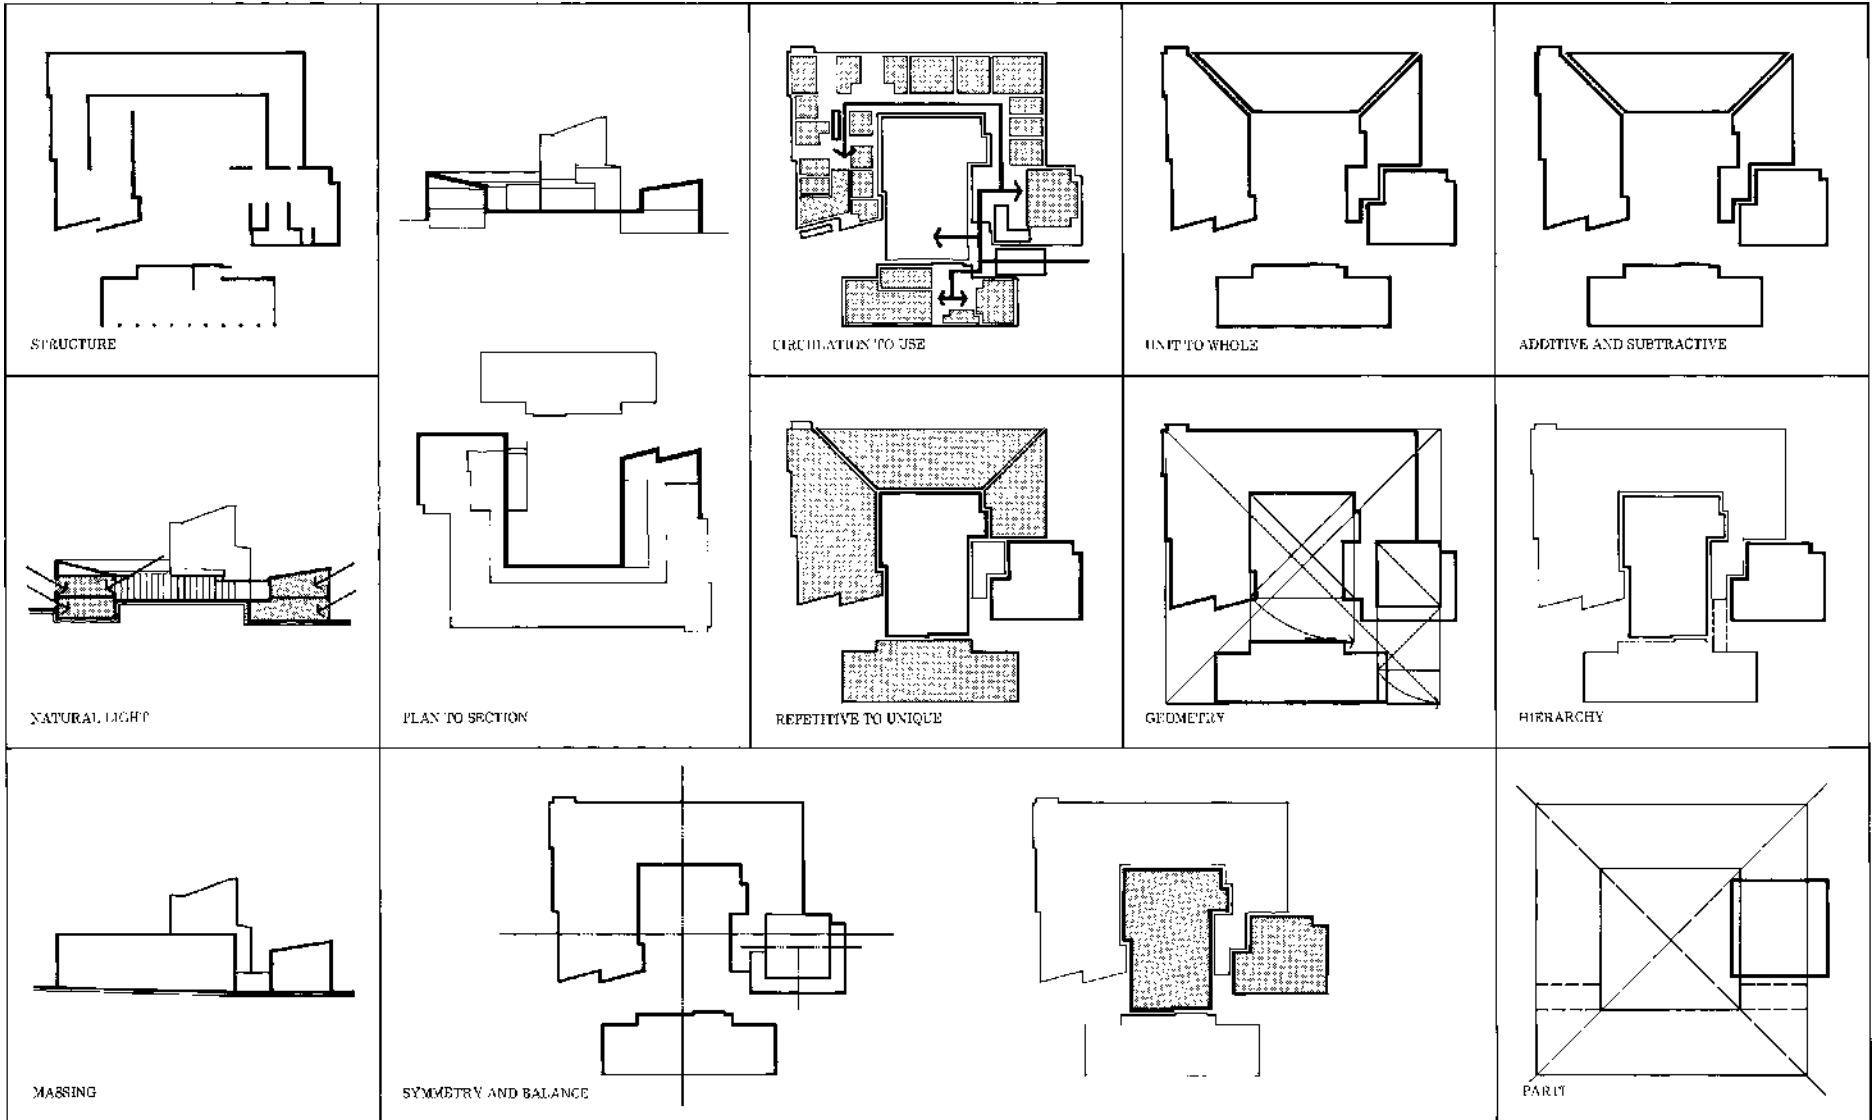 STRUCTURE
CIRCULATION TO USE
UNIT TO WHOLE
ADDITIVE AND SUBTRACTIVE
NATURAL LIGHT
PLAN TO SECTION
REPETITIVE TO UNIQUE
GEOMETRY
HIERARCHY
MASSING
SYMMETRY AND BALANCE
PARTI